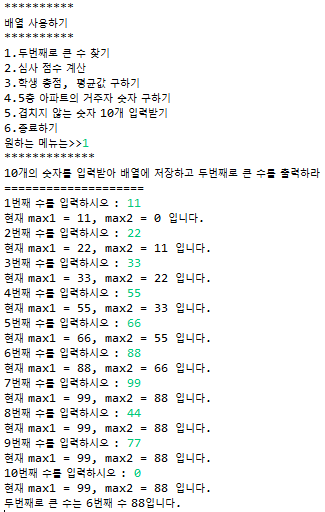 **********
배열 사용하기
**********
1.두번째로 큰 수 찾기
2.심사 점수 계산
3.학생 총점, 평균값 구하기
4.5층 아파트의 거주자 숫자 구하기
5.겹치지 않는 숫자 10개 입력받기
6.종료하기
원하는 메뉴는>>1
*************
10개의 숫자를 입력받아 배열에 저장하고 두번째로 큰 수를 출력하라
====================
1번째 수를 입력하시오 : 11
현재 max1 = 11, max2 = 0 입니다.
2번째 수를 입력하시오 : 22
현재 max1 = 22, max2 = 11 입니다.
3번째 수를 입력하시오 : 33
현재 max1 = 33, max2 = 22 입니다.
4번째 수를 입력하시오 : 55
현재 max1 = 55, max2 = 33 입니다.
5번째 수를 입력하시오 : 66
현재 max1 = 66, max2 = 55 입니다.
6번째 수를 입력하시오 : 88
현재 max1 = 88, max2 = 66 입니다.
7번째 수를 입력하시오 : 99
현재 max1 = 99, max2 = 88 입니다.
8번째 수를 입력하시오 : 44
현재 max1 = 99, max2 = 88 입니다.
9번째 수를 입력하시오 : 77
현재 max1 = 99, max2 = 88 입니다.
10번째 수를 입력하시오 : 0
현재 max1 = 99, max2 = 88 입니다.
두번째로 큰 수는 6번째 수 88입니다.